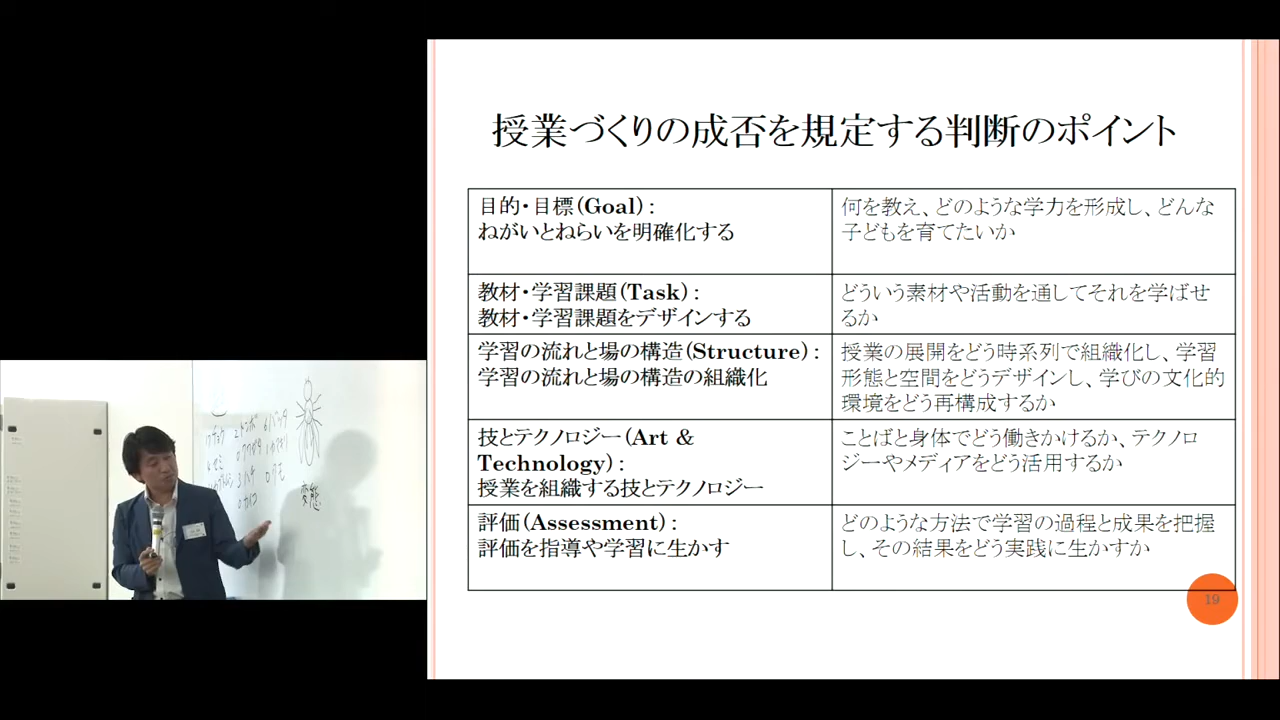 授業づくりの成否を規定する判断のポイント
目的・目標(Goal):
ねがいとねらいを明確化する
何を教え、どのような学力を形成し、どんな
子どもを育てたいか
教材・学習課題(Task):
教材・学習課題をデザインする
どういう素材や活動を通してそれを学ばせ
るか
学習の流れと場の構造(Structure):
学習の流れと場の構造の組織化
授業の展開をどう時系列で組織化し、学習
形態と空間をどうデザインし、学びの文化的
環境をどう再構成するか
技とテクノロジー(Art &
Technology):
授業を組織する技とテクノロジー
ことばと身体でどう働きかけるか、テクノロ
ジーやメディアをどう活用するか
評価(Assessment):
評価を指導や学習に生かす
どのような方法で学習の過程と成果を把握
し、その結果をどう実践に生かすか
19
変態